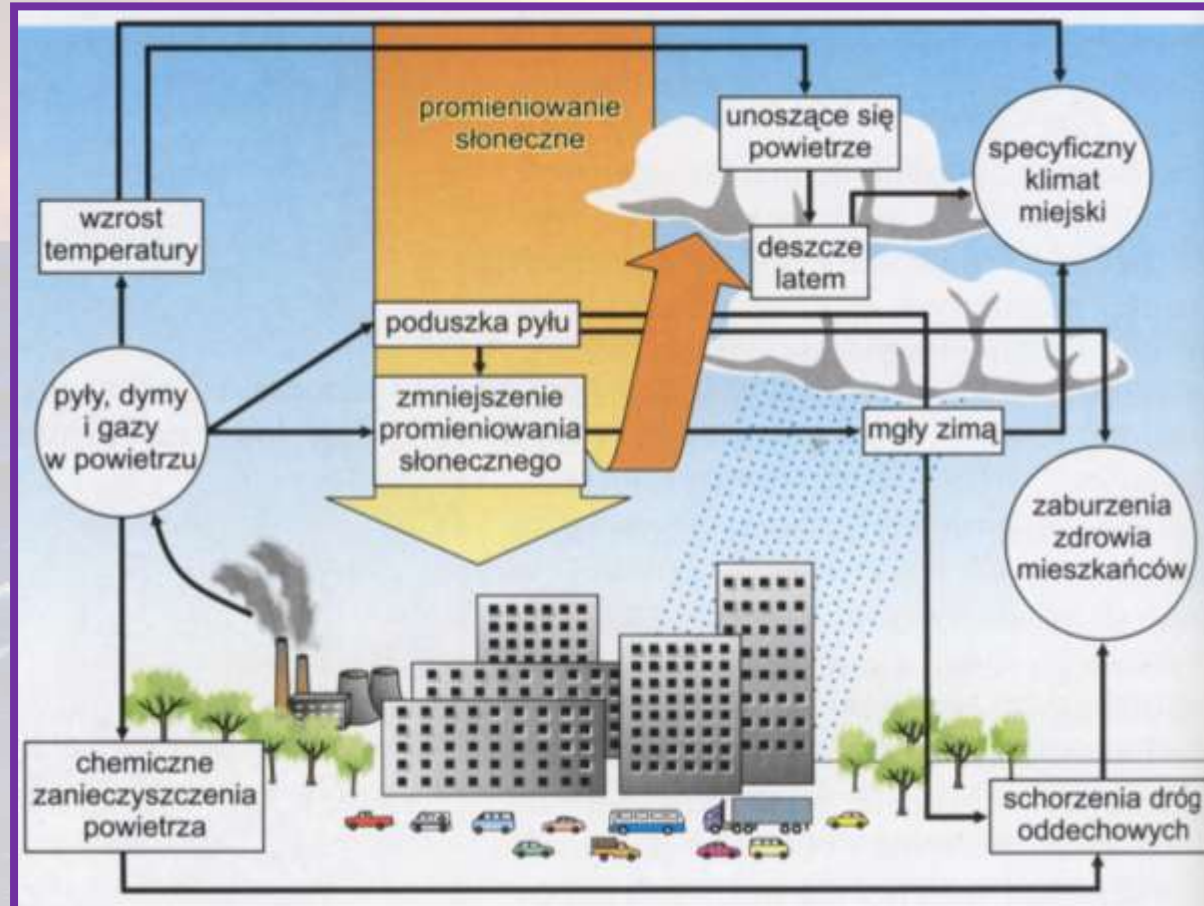 promieniowanie
słoneczne
unoszące się
powietrze
specyficzny
klimat
miejski
wzrost
temperatury
deszcze
latem
poduszka pyłu
pyły, dymy
i gazy
w powietrzu
zmniejszenie
promieniowania
słonecznego
mgły zimą
zaburzenia
zdrowia
mieszkańców
chemiczne
zanieczyszczenia
powietrza
schorzenia dróg
oddechowych